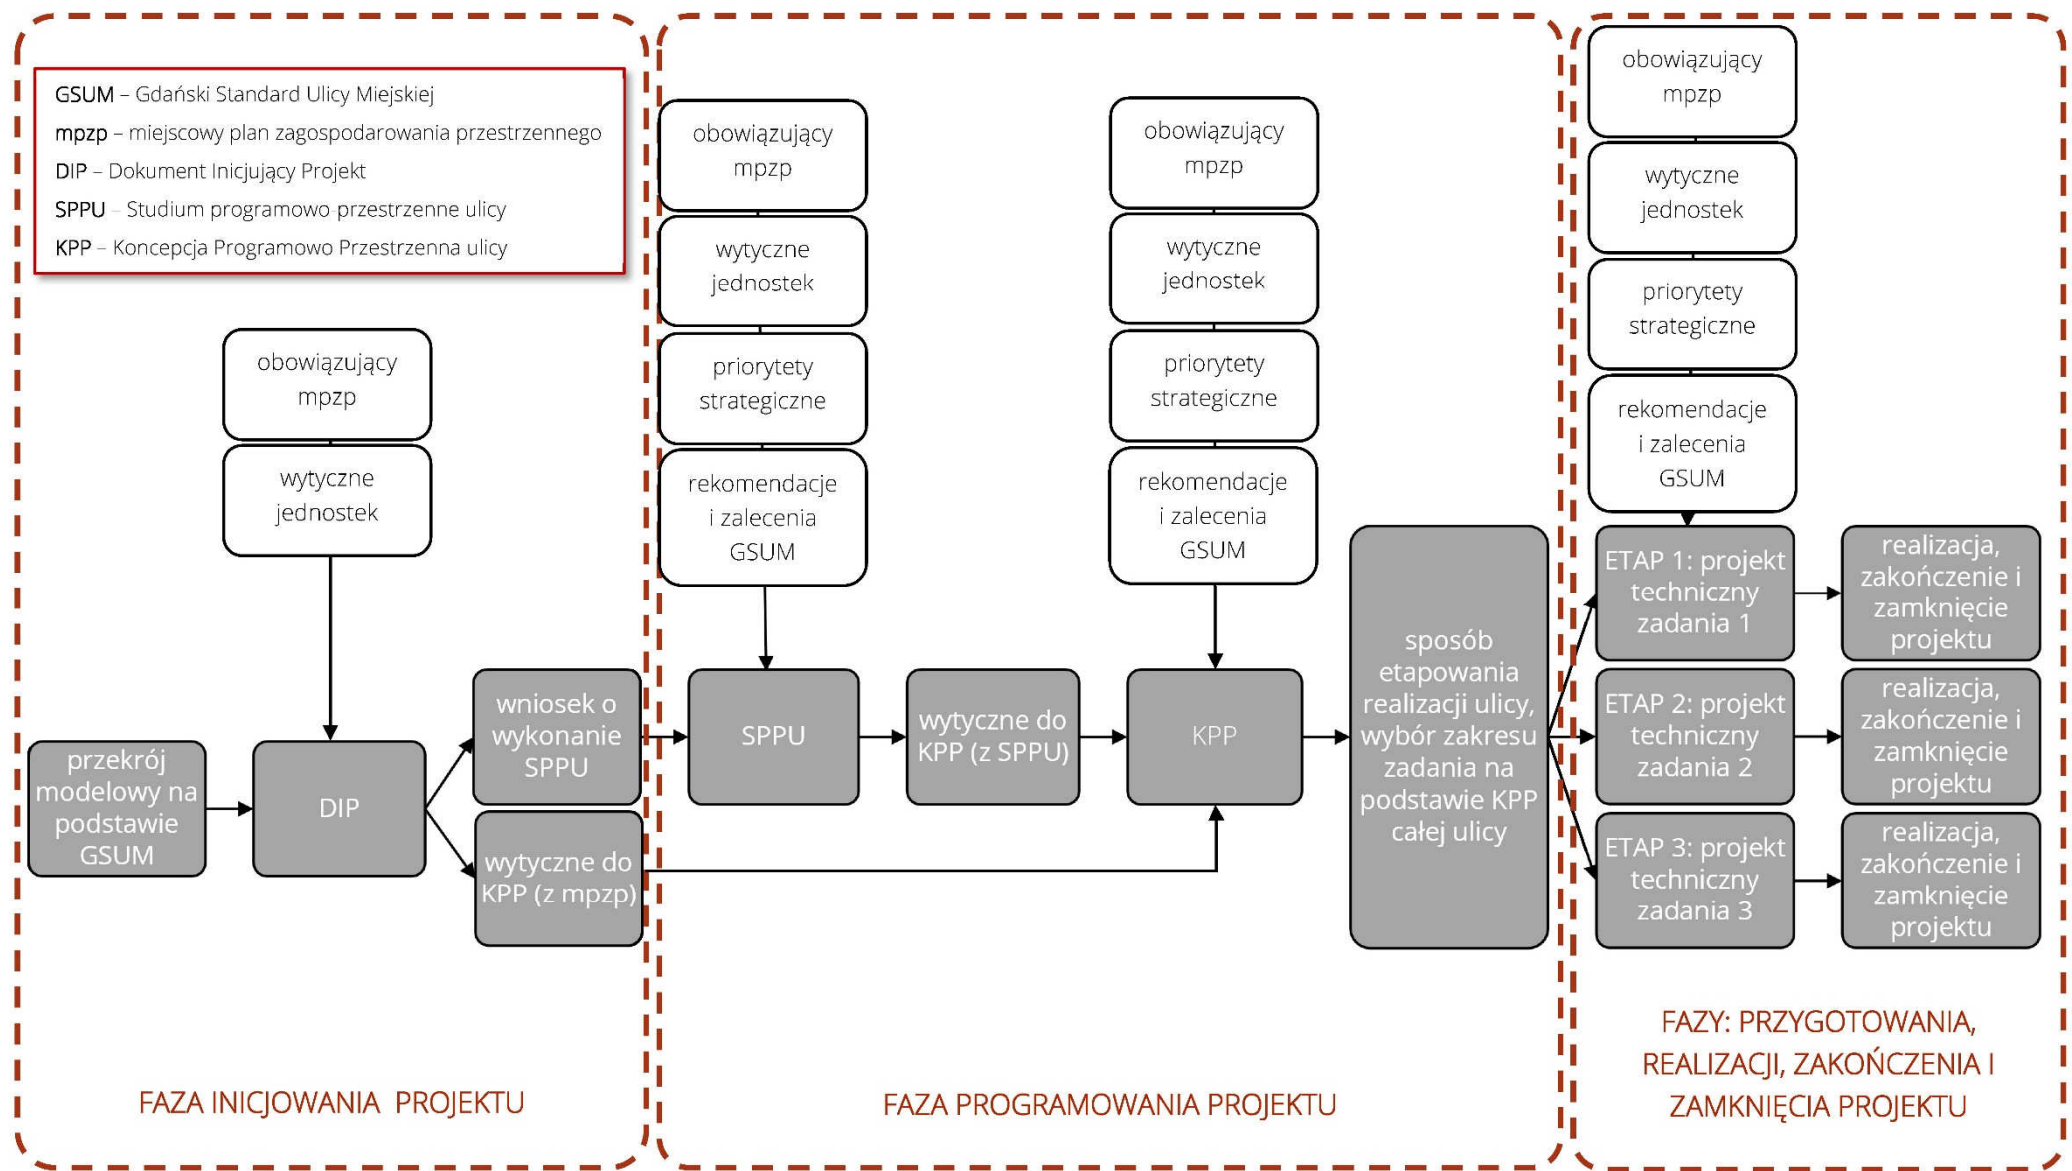 GSUM – Gdański Standard Ulicy Miejskiej
mpzp – miejscowy plan zagospodarowania przestrzennego
DIP – Dokument Inicjujący Projekt
SPPU – Studium programowo przestrzenne ulicy
KPP – Koncepcja Programowo Przestrzenna ulicy
obowiązujący
mpzp
wytyczne
jednostek
przekrój
modelowy na
podstawie
GSUM
DIP
wniosek o
wykonanie
SPPU
wytyczne do
KPP (z mpzp)
FAZA INICJOWANIA PROJEKTU
obowiązujący
mpzp
wytyczne
jednostek
priorytety
strategiczne
rekomendacje
i zalecenia
GSUM
SPPU
wytyczne do
KPP (z SPPU)
obowiązujący
mpzp
wytyczne
jednostek
priorytety
strategiczne
rekomendacje
i zalecenia
GSUM
KPP
sposób
etapowania
realizacji ulicy,
wybór zakresu
zadania na
podstawie KPP
całej ulicy
FAZA PROGRAMOWANIA PROJEKTU
obowiązujący
mpzp
wytyczne
jednostek
priorytety
strategiczne
rekomendacje
i zalecenia
GSUM
ETAP 1: projekt
techniczny
zadania 1
realizacja,
zakończenie i
zamknięcie
projektu
ETAP 2: projekt
techniczny
zadania 2
realizacja,
zakończenie i
zamknięcie
projektu
ETAP 3: projekt
techniczny
zadania 3
realizacja,
zakończenie i
zamknięcie
projektu
FAZY: PRZYGOTOWANIA,
REALIZACJI, ZAKOŃCZENIA I
ZAMKNIĘCIA PROJEKTU